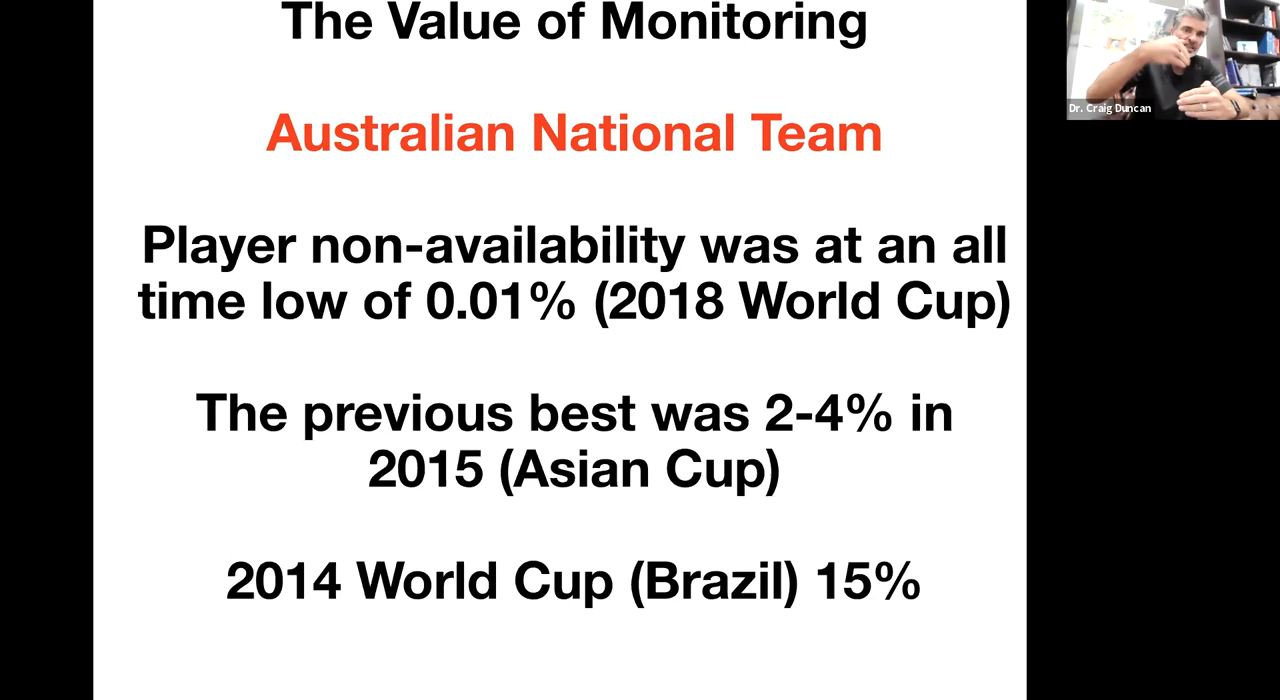 The Value of Monitoring
Australian National Team
Player non-availability was at an all
time low of 0.01% (2018 World Cup)
The previous best was 2-4% in
2015 (Asian Cup)
2014 World Cup (Brazil) 15%
Dr. Craig Duncan